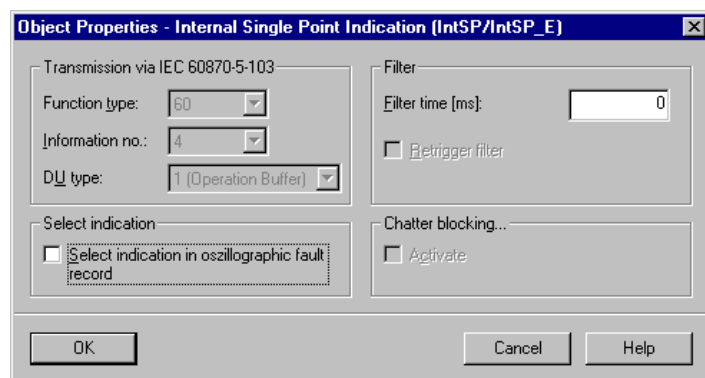 Object Properties - Internal Single Point Indication (IntSP/IntSP_E)
Transmission via IEC 60870-5-103
Function type: 60
Information no.: 4
DU type: 1 (Operation Buffer)
Filter
Filter time [ms]: 0
Retrigger filter
Select indication
Select indication in oszillographic fault
record
Chatter blocking...
Activate
OK
Cancel
Help